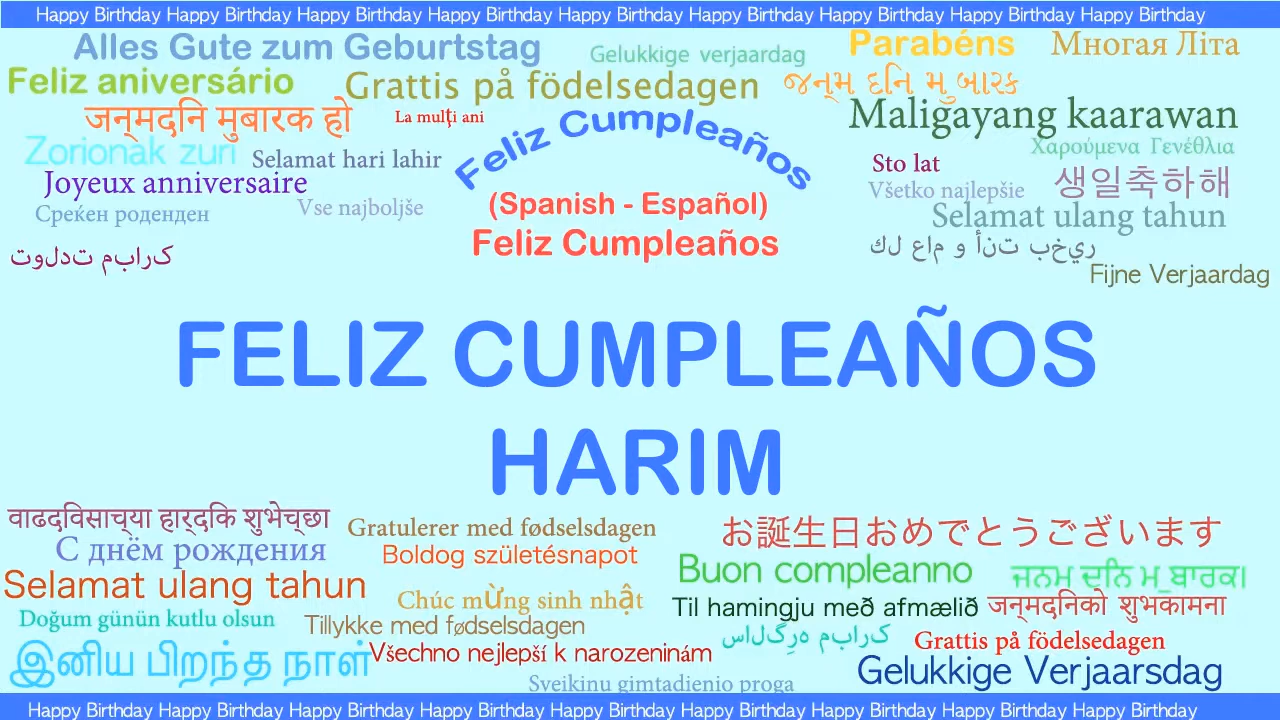 Happy Birthday Happy Birthday Happy Birthday Happy Birthday Happy Birthday Happy Birthday Happy Birthday Happy Birthday Happy Birthday
Alles Gute zum Geburtstag
Gelukkige verjaardag
Parabéns
Многая Літа
Feliz aniversário
Grattis på födelsedagen
જન્મ દિન મુબારક
जन्मदिन मुबारक हो
La mulţi ani
Feliz Cumpleaños
Maligayang kaarawan
Zorionak zuri
Selamat hari lahir
Χαρούμενα Γενέθλια
Sto lat
Joyeux anniversaire
(Spanish - Español)
Všetko najlepšie
생일축하해
Среќен роденден
Vse najboljše
Selamat ulang tahun
Feliz Cumpleaños
تولدت مبارک
كل عام و أنت بخير
Fijne Verjaardag
FELIZ CUMPLEAÑOS
HARIM
वाढदिवसाच्या हार्दिक शुभेच्छा
Gratulerer med fødselsdagen
お誕生日おめでとうございます
С днём рождения
Boldog születésnapot
Buon compleanno
ਜਨਮ ਦਿਨ ਮੁਬਾਰਕ।
Selamat ulang tahun
Chúc mừng sinh nhật
Til hamingju með afmælið
जन्मदिनको शुभकामना
Doğum günün kutlu olsun
Tillykke med fødselsdagen
سالگرہ مبارک
Grattis på födelsedagen
இனிய பிறந்த நாள்
Všechno nejlepší k narozeninám
Gelukkige Verjaarsdag
Sveikinu gimtadienio proga
Happy Birthday Happy Birthday Happy Birthday Happy Birthday Happy Birthday Happy Birthday Happy Birthday Happy Birthday Happy Birthday